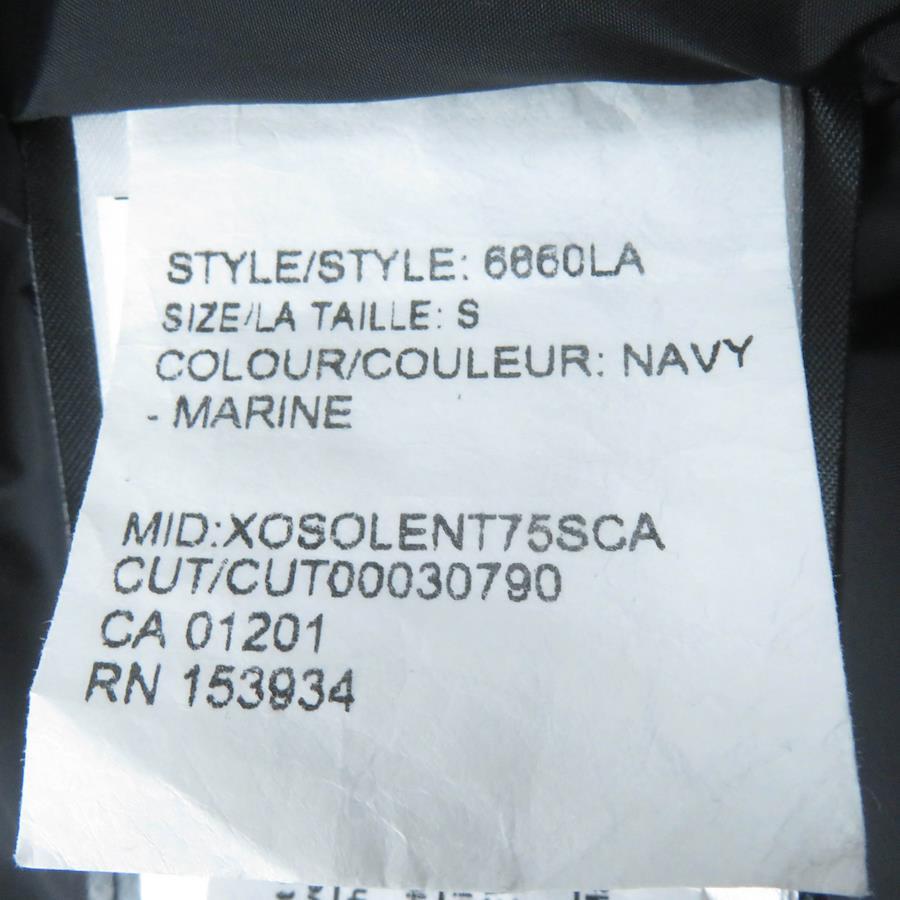 STYLE/STYLE: 6660LA
SIZE/LA TAILLE: S
COLOUR/COULEUR: NAVY
- MARINE
MID:XOSOLENT75SCA
CUT/CUT00030790
CA 01201
RN 153934